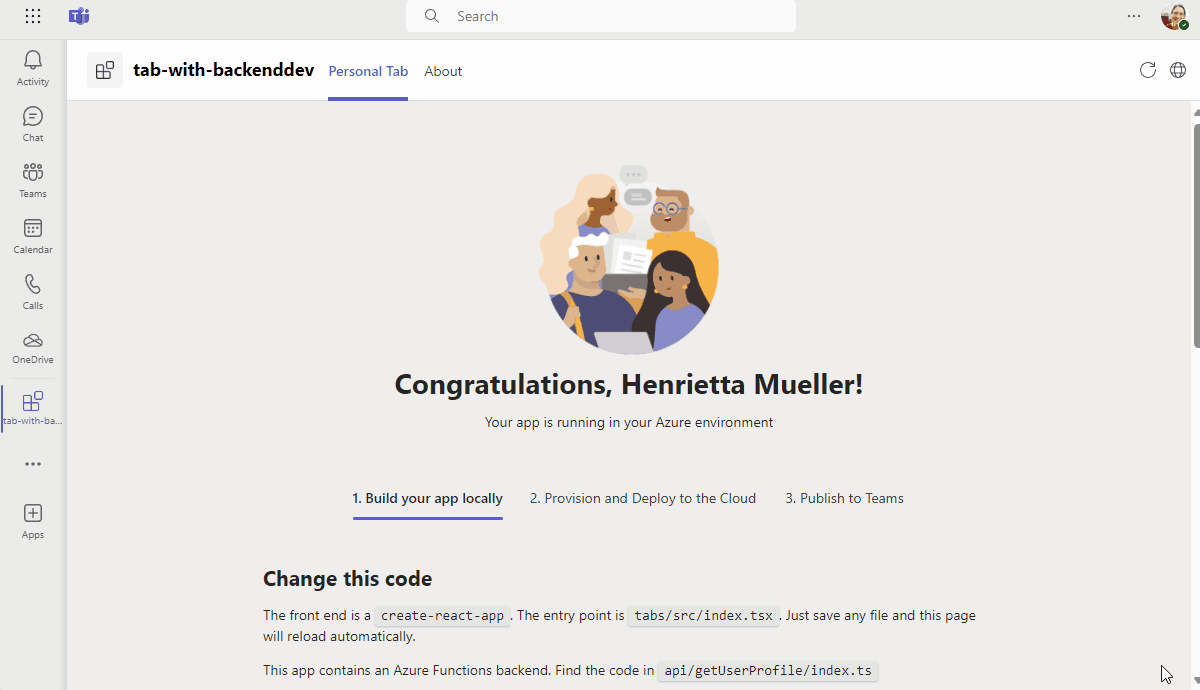 Search
Activity
Chat
Teams
Calendar
Calls
OneDrive
tab-with-ba...
Apps
tab-with-backenddev Personal Tab About
Congratulations, Henrietta Mueller!
Your app is running in your Azure environment
1. Build your app locally 2. Provision and Deploy to the Cloud 3. Publish to Teams
Change this code
The front end is a create-react-app. The entry point is tabs/src/index.tsx. Just save any file and this page
will reload automatically.
This app contains an Azure Functions backend. Find the code in api/getUserProfile/index.ts